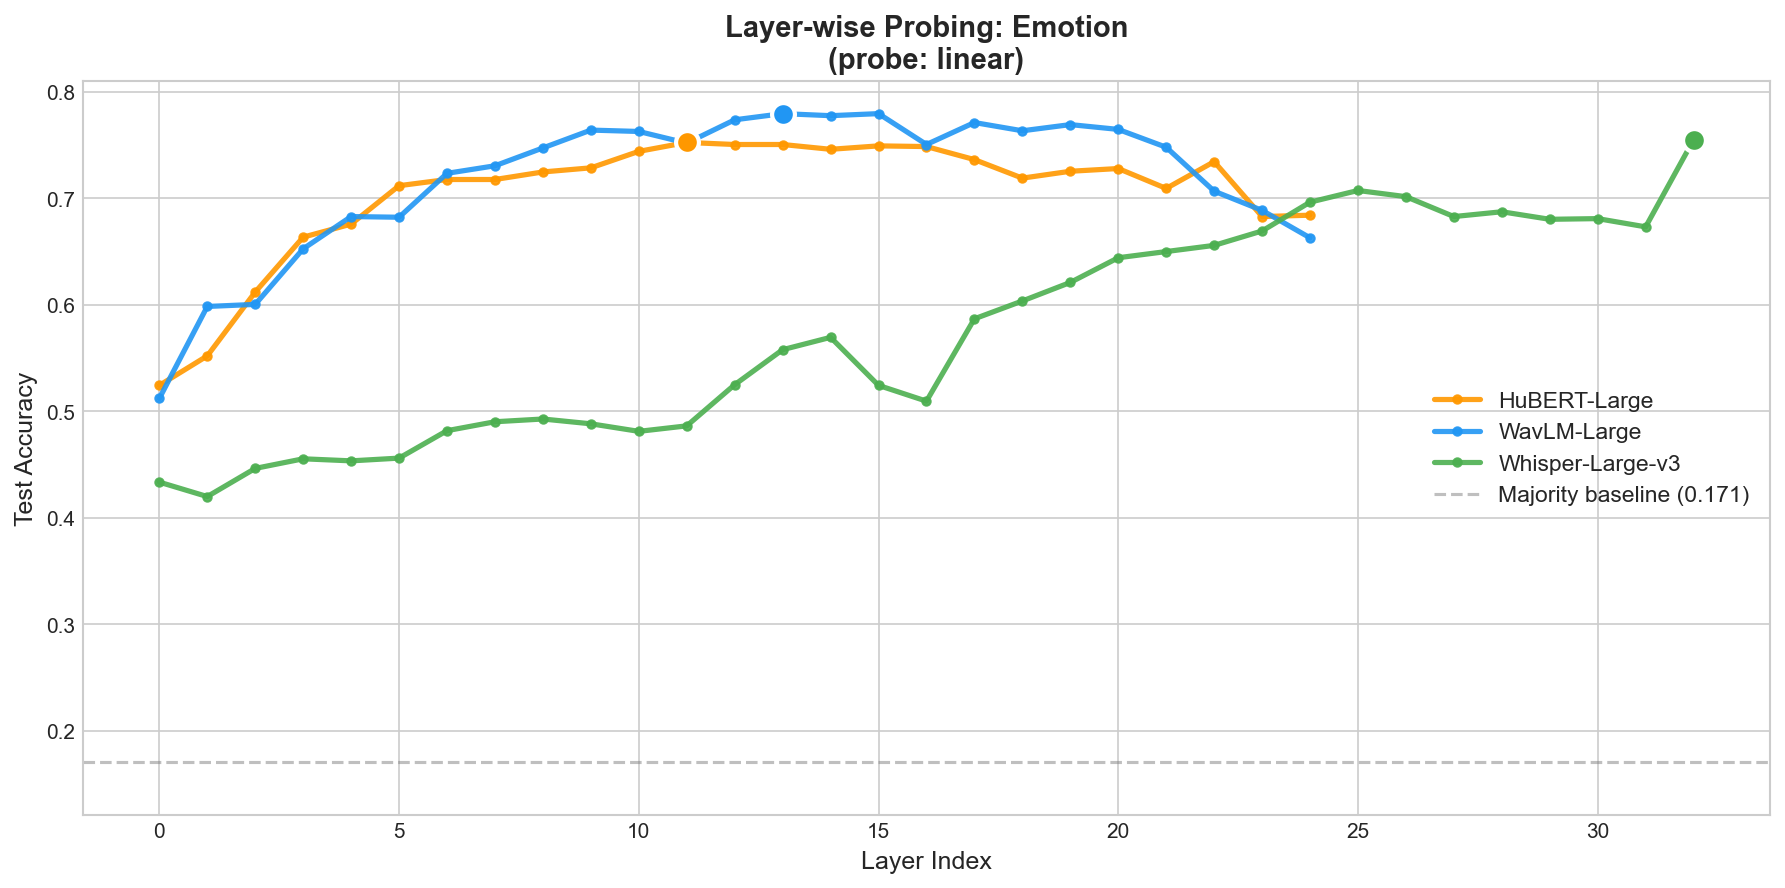 Layer-wise Probing: Emotion
(probe: linear)
Test Accuracy
0.8
0.7
0.6
0.5
0.4
0.3
0.2
HuBERT-Large
WavLM-Large
Whisper-Large-v3
Majority baseline (0.171)
0 5 10 15 20 25 30
Layer Index